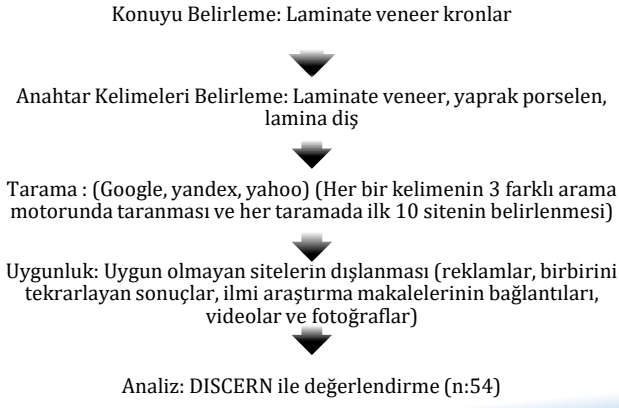 Konuyu Belirleme: Laminate veneer kronlar
Anahtar Kelimeleri Belirleme: Laminate veneer, yaprak porselen,
lamina diş
Tarama : (Google, yandex, yahoo) (Her bir kelimenin 3 farklı arama
motorunda taranması ve her taramada ilk 10 sitenin belirlenmesi)
Uygunluk: Uygun olmayan sitelerin dışlanması (reklamlar, birbirini
tekrarlayan sonuçlar, ilmi araştırma makalelerinin bağlantıları,
videolar ve fotoğraflar)
Analiz: DISCERN ile değerlendirme (n:54)